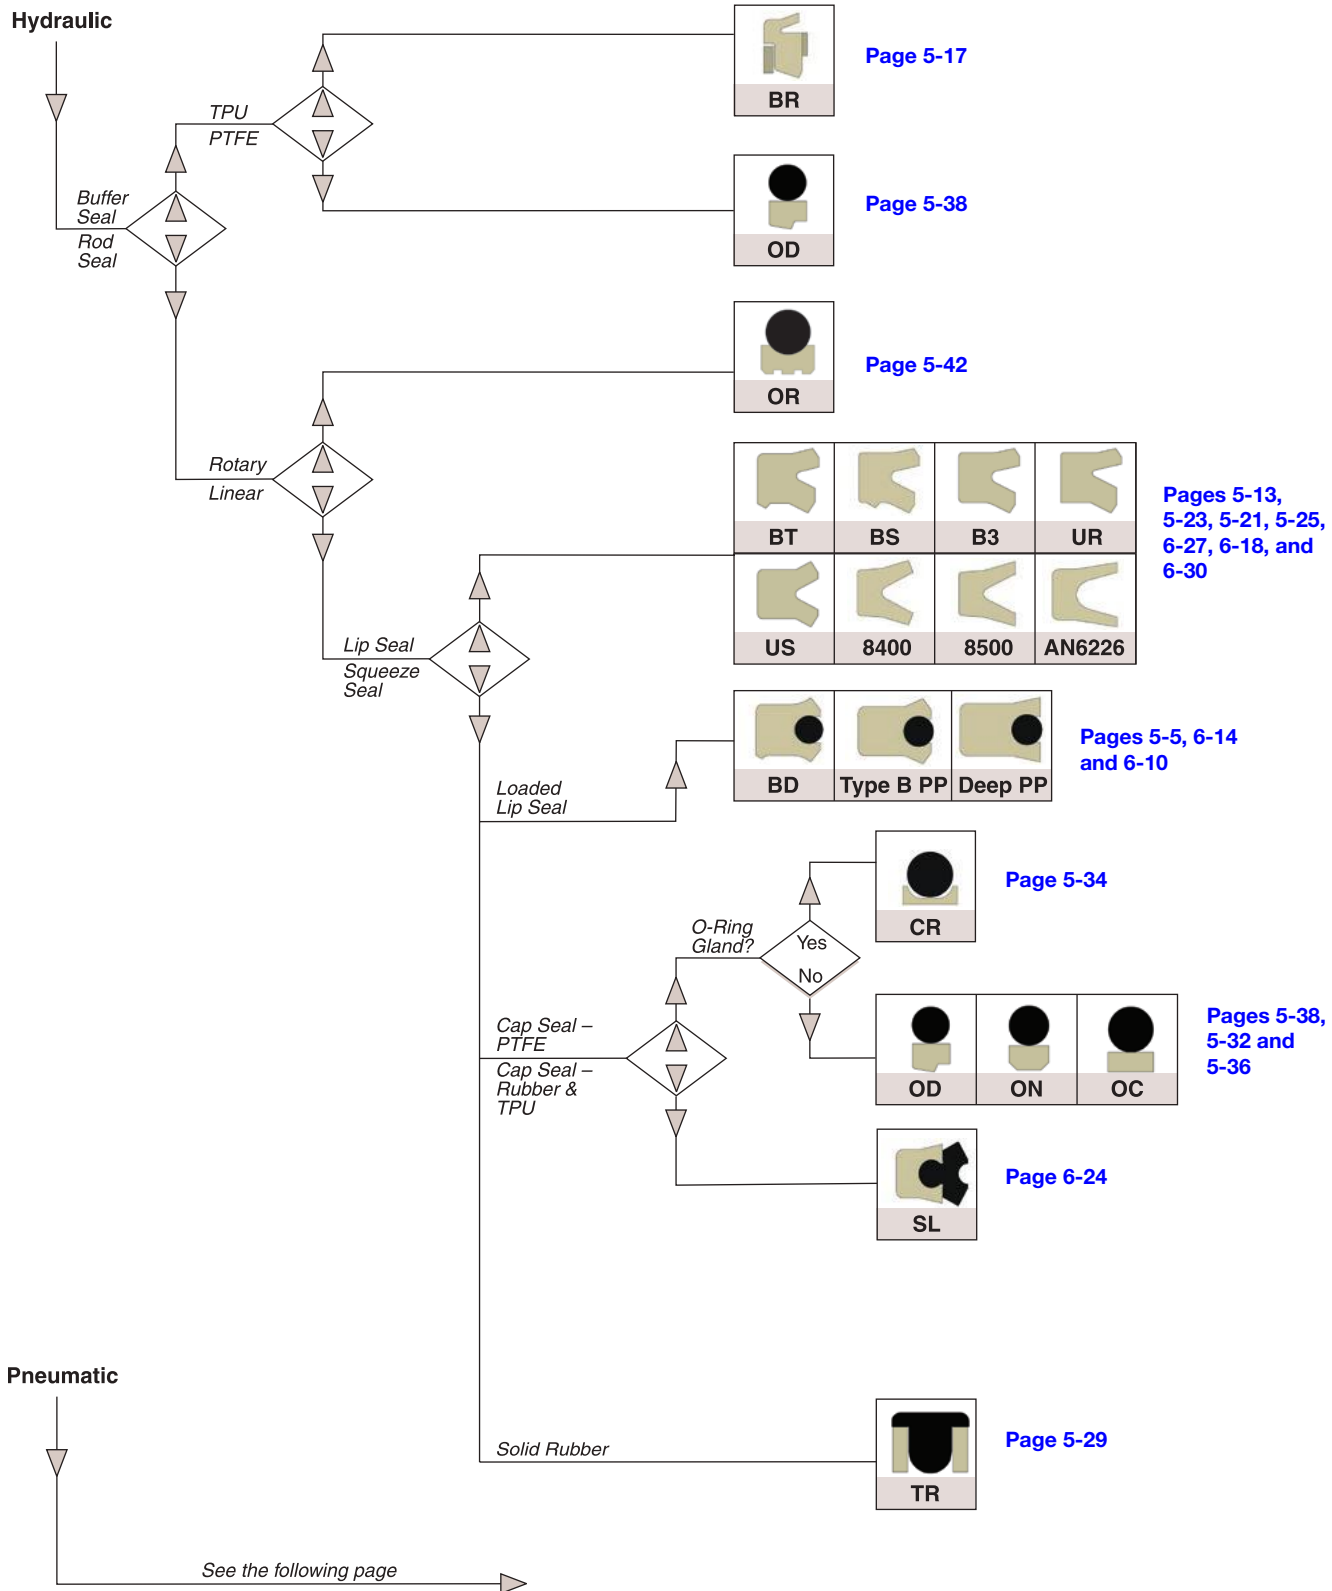 Hydraulic
TPU
PTFE
Buffer
Seal
Rod
Seal
BR
Page 5-17
OD
Page 5-38
OR
Page 5-42
Rotary
Linear
BT BS B3 UR
US 8400 8500 AN6226
Pages 5-13,
5-23, 5-21, 5-25,
6-27, 6-18, and
6-30
Lip Seal
Squeeze
Seal
BD Type B PP Deep PP
Pages 5-5, 6-14
and 6-10
Loaded
Lip Seal
CR
Page 5-34
O-Ring
Gland?
Yes
No
OD ON OC
Pages 5-38,
5-32 and
5-36
Cap Seal –
PTFE
Cap Seal –
Rubber &
TPU
SL
Page 6-24
Solid Rubber
TR
Page 5-29
Pneumatic
See the following page